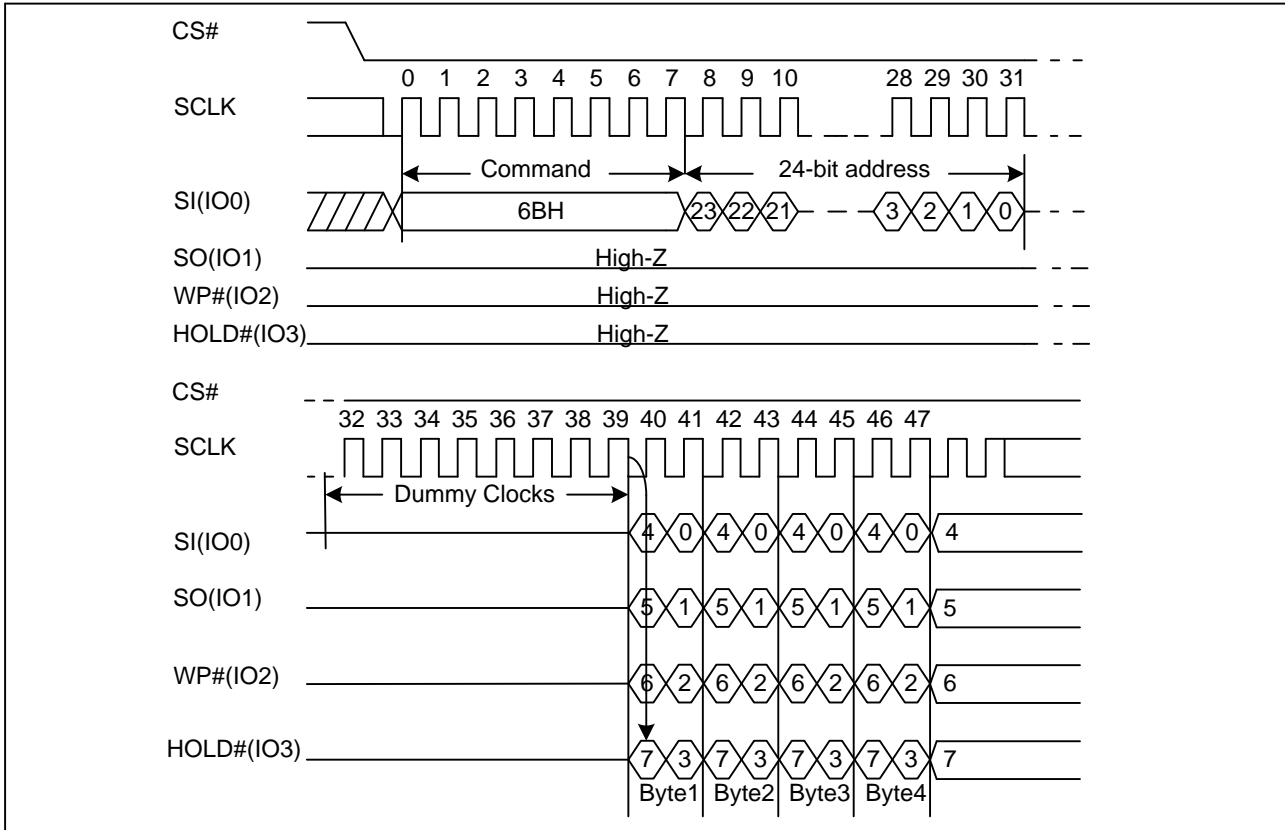 CS#
0 1 2 3 4 5 6 7 8 9 10 28 29 30 31
SCLK
Command 24-bit address
SI(IO0) 6BH 23 22 21 3 2 1 0
SO(IO1) High-Z
WP#(IO2) High-Z
HOLD#(IO3) High-Z
CS#
32 33 34 35 36 37 38 39 40 41 42 43 44 45 46 47
SCLK
Dummy Clocks
SI(IO0) 4 0 4 0 4 0 4 0 4
SO(IO1) 5 1 5 1 5 1 5 1 5
WP#(IO2) 6 2 6 2 6 2 6 2 6
HOLD#(IO3) 7 3 7 3 7 3 7 3 7
Byte1 Byte2 Byte3 Byte4